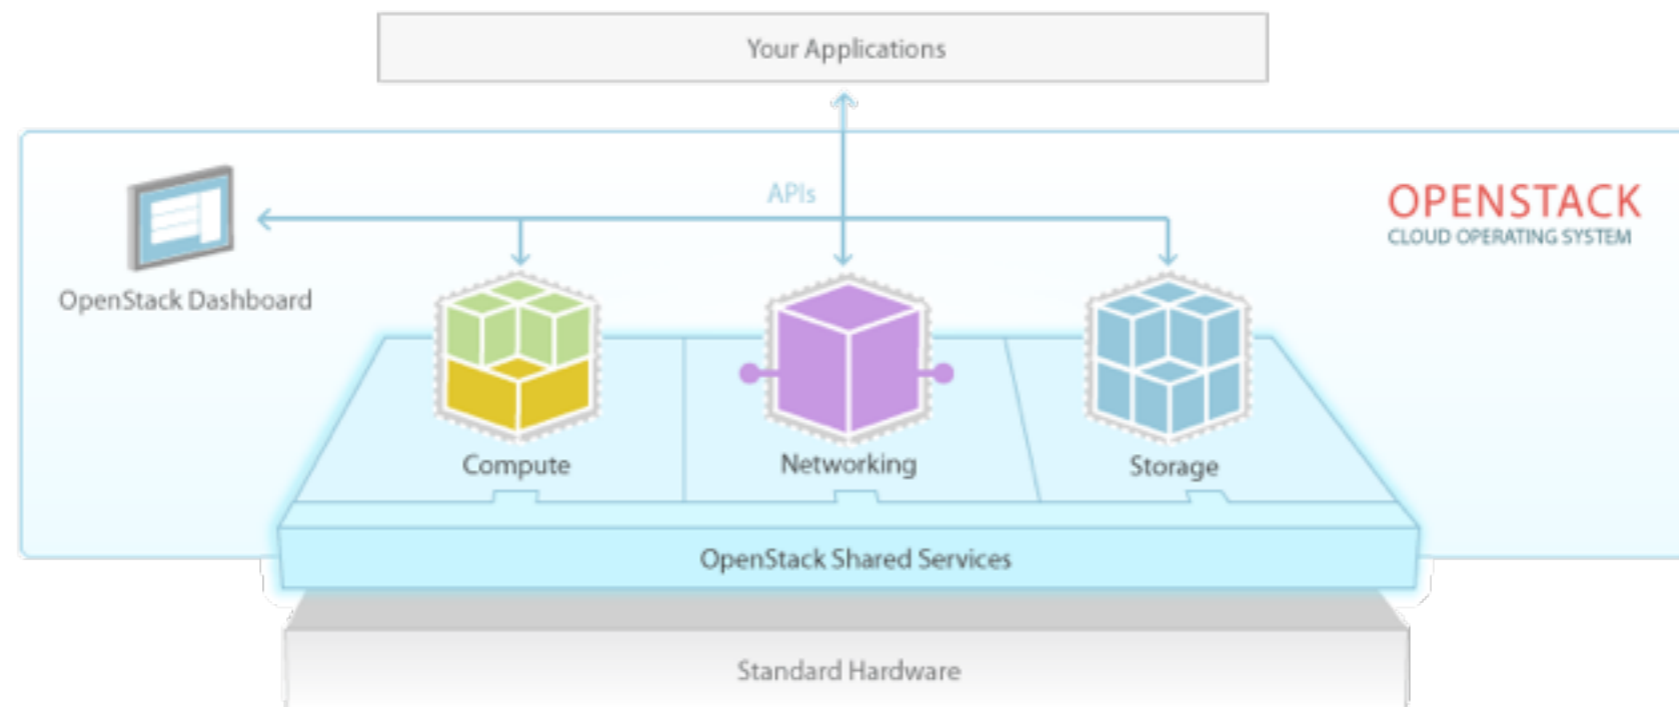 Your Applications
APIs
OPENSTACK
CLOUD OPERATING SYSTEM
OpenStack Dashboard
Compute
Networking
Storage
OpenStack Shared Services
Standard Hardware